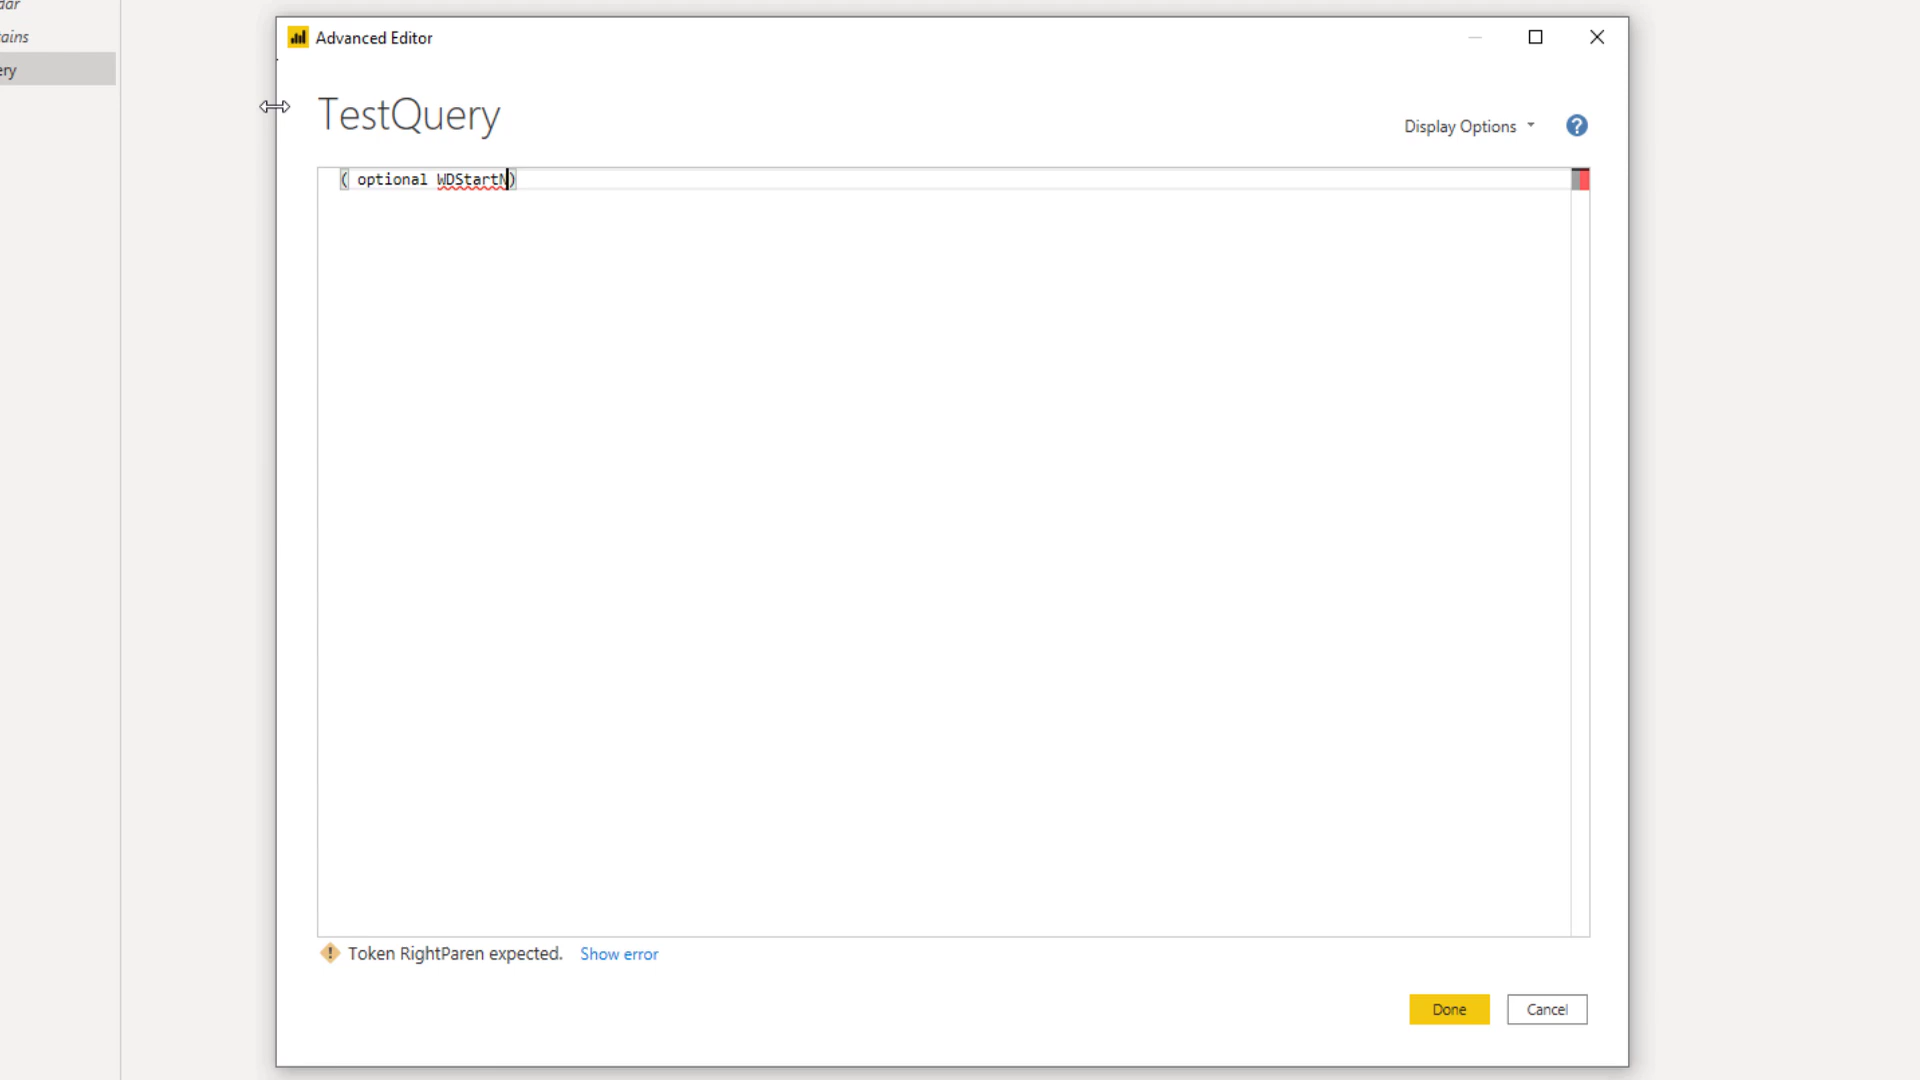 dar
ains
ery
Advanced Editor
TestQuery
Display Options
?
( optional WDStartN)
Token RightParen expected. Show error
Done
Cancel